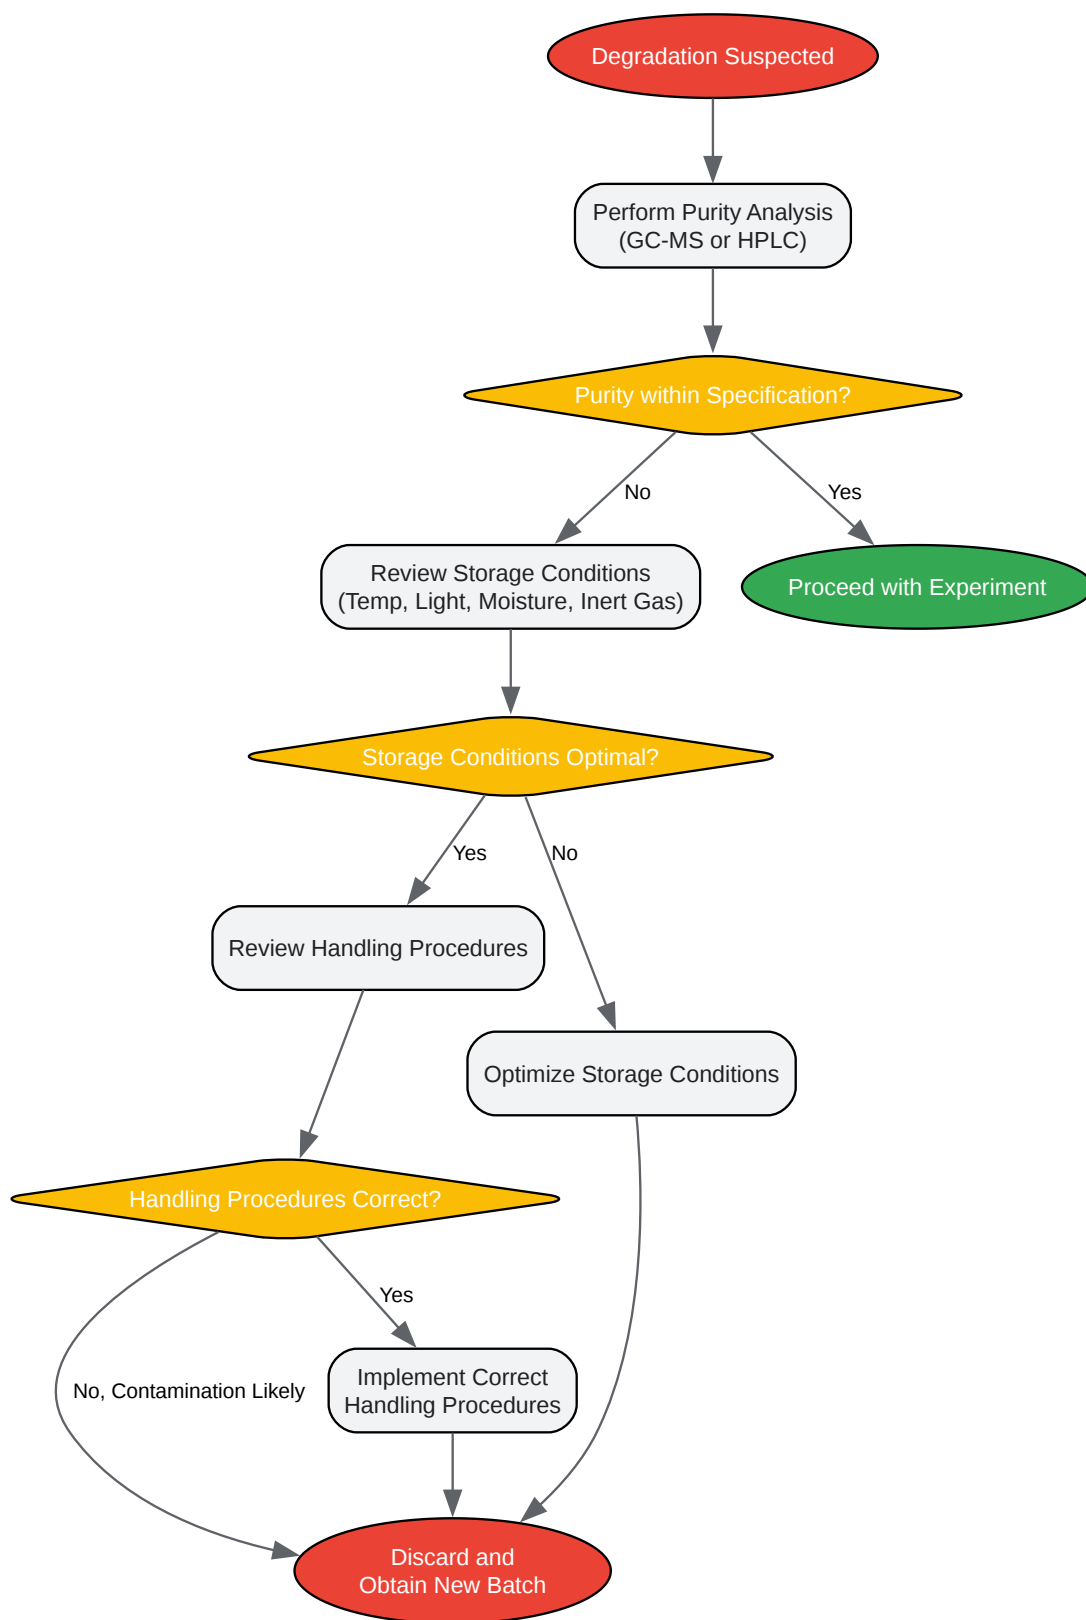 Degradation Suspected
Perform Purity Analysis
(GC-MS or HPLC)
Purity within Specification?
No
Yes
Review Storage Conditions
(Temp, Light, Moisture, Inert Gas)
Proceed with Experiment
Storage Conditions Optimal?
Yes
No
Review Handling Procedures
Optimize Storage Conditions
Handling Procedures Correct?
Yes
No, Contamination Likely
Implement Correct
Handling Procedures
Discard and
Obtain New Batch